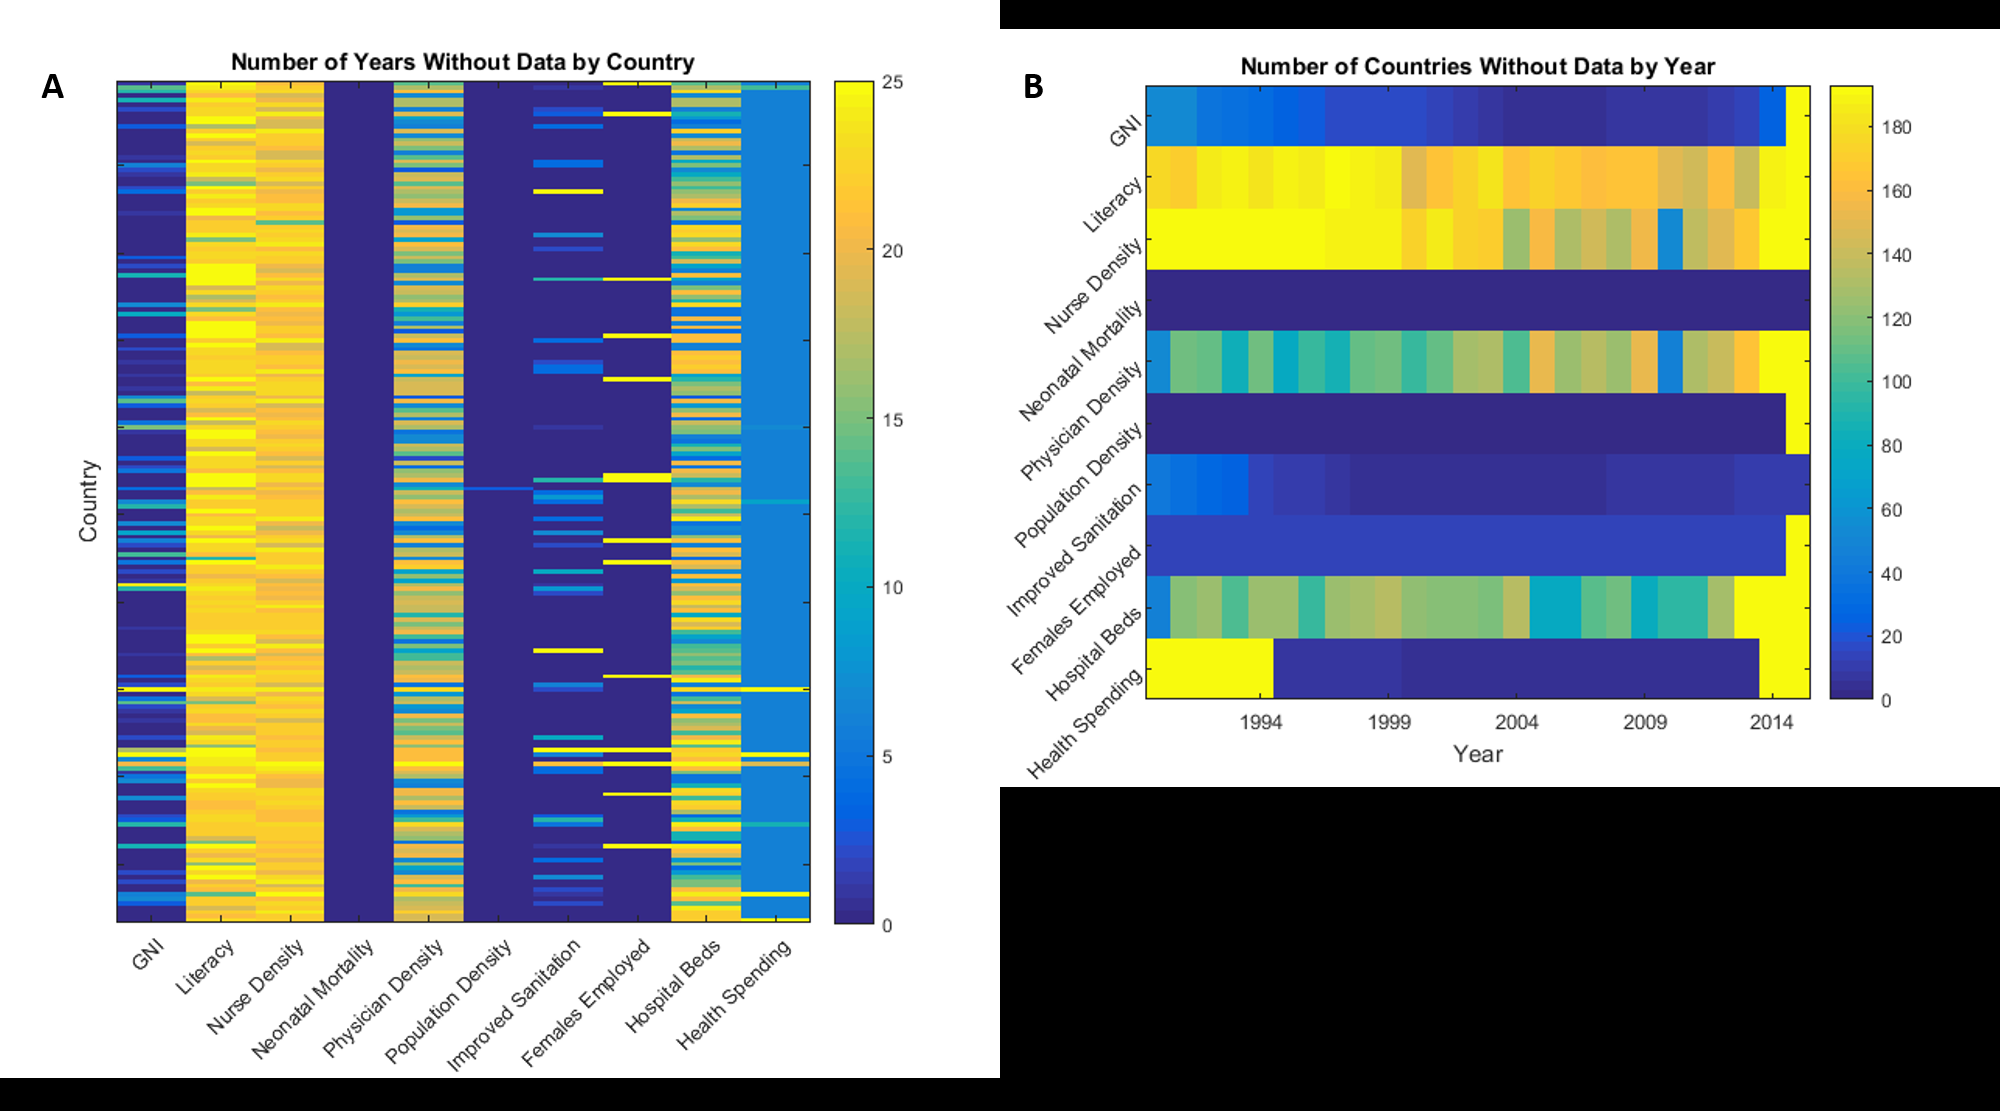 A
Number of Years Without Data by Country
25
20
15
10
5
0
Country
GNI
Literacy
Nurse Density
Neonatal Mortality
Physician Density
Population Density
Improved Sanitation
Females Employed
Hospital Beds
Health Spending
B
Number of Countries Without Data by Year
GNI
Literacy
Nurse Density
Neonatal Mortality
Physician Density
Population Density
Improved Sanitation
Females Employed
Hospital Beds
Health Spending
180
160
140
120
100
80
60
40
20
0
1994
1999
2004
2009
2014
Year